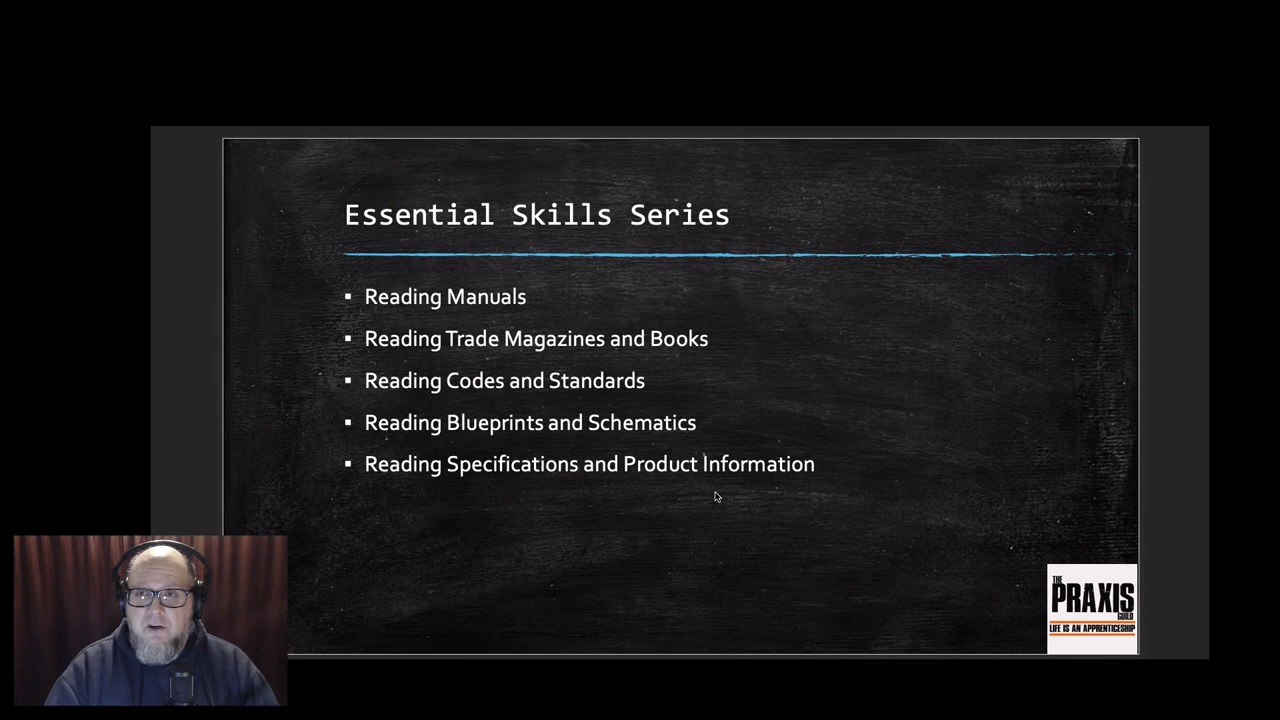 Essential Skills Series
▪ Reading Manuals
▪ Reading Trade Magazines and Books
▪ Reading Codes and Standards
▪ Reading Blueprints and Schematics
▪ Reading Specifications and Product Information
THE
PRAXIS
GUILD
LIFE IS AN APPRENTICESHIP